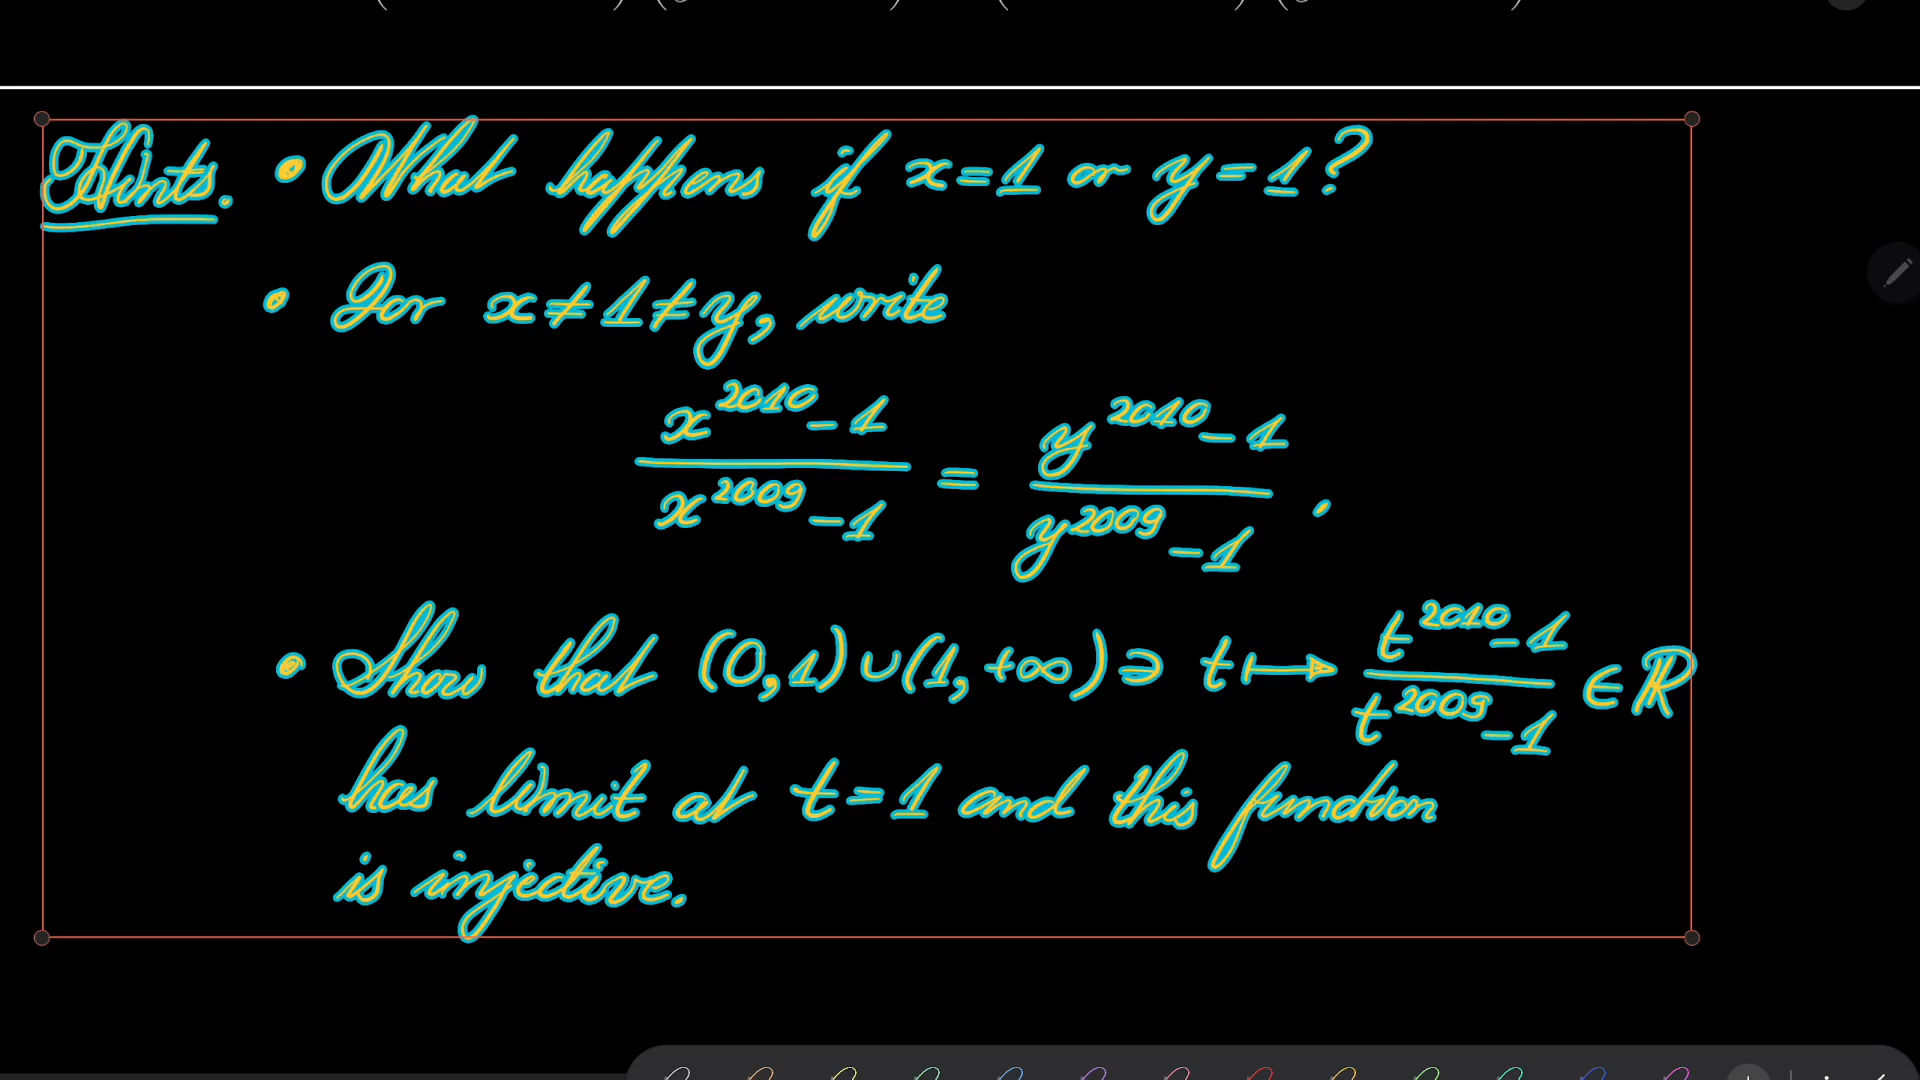 Hints. • What happens if x=1 or y=1?
• For x≠1≠y, write
x^2010 - 1 / x^2009 - 1 = y^2010 - 1 / y^2009 - 1 .
• Show that (0,1)∪(1,+∞)∋ t ↦ t^2010 - 1 / t^2009 - 1 ∈ ℝ
has limit at t=1 and this function
is injective.